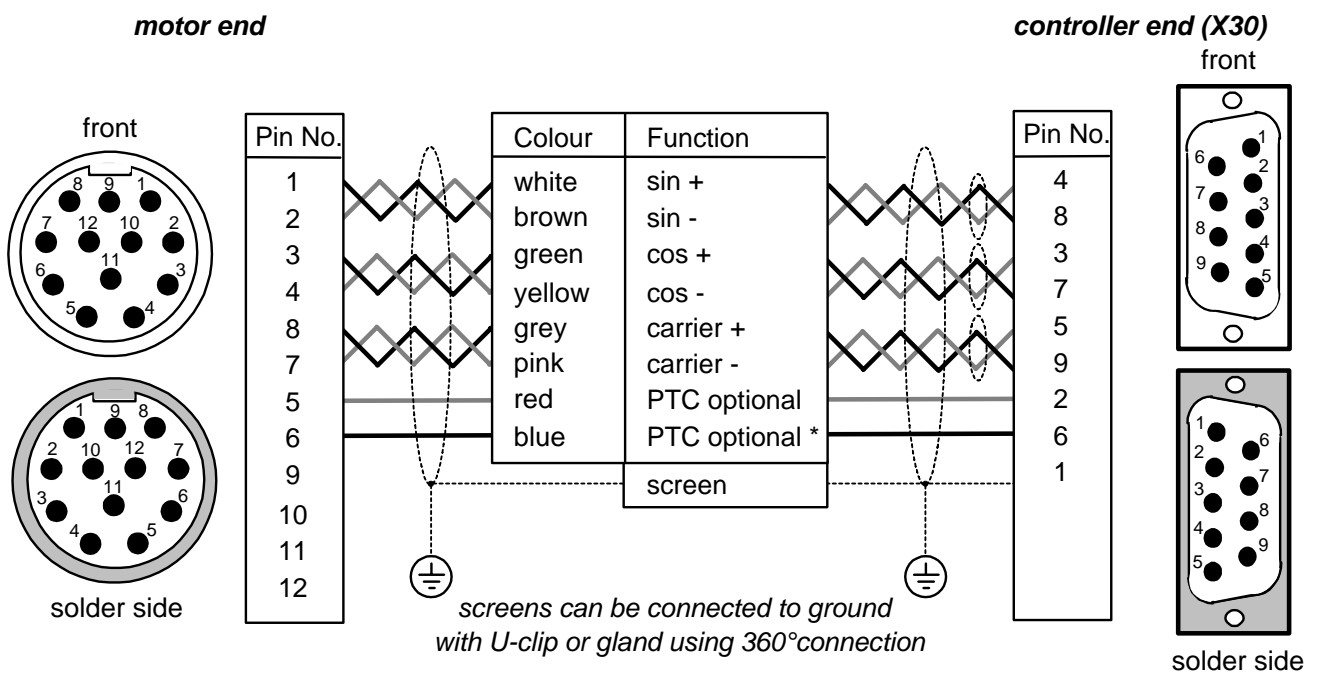 motor end
controller end (X30)
front
front
Pin No.
Colour Function
Pin No.
1 white sin + 4
2 brown sin - 8
3 green cos + 3
4 yellow cos - 7
8 grey carrier + 5
7 pink carrier - 9
5 red PTC optional 2
6 blue PTC optional * 6
9 screen 1
10
11
12
8 9 1
7 12 10 2
11
6 3
5 4
1 9 8
2 10 12 7
11
3 6
4 5
solder side
screens can be connected to ground
with U-clip or gland using 360°connection
1
6
2
7
3
8
4
9
5
1
6
2
7
3
8
4
9
5
solder side